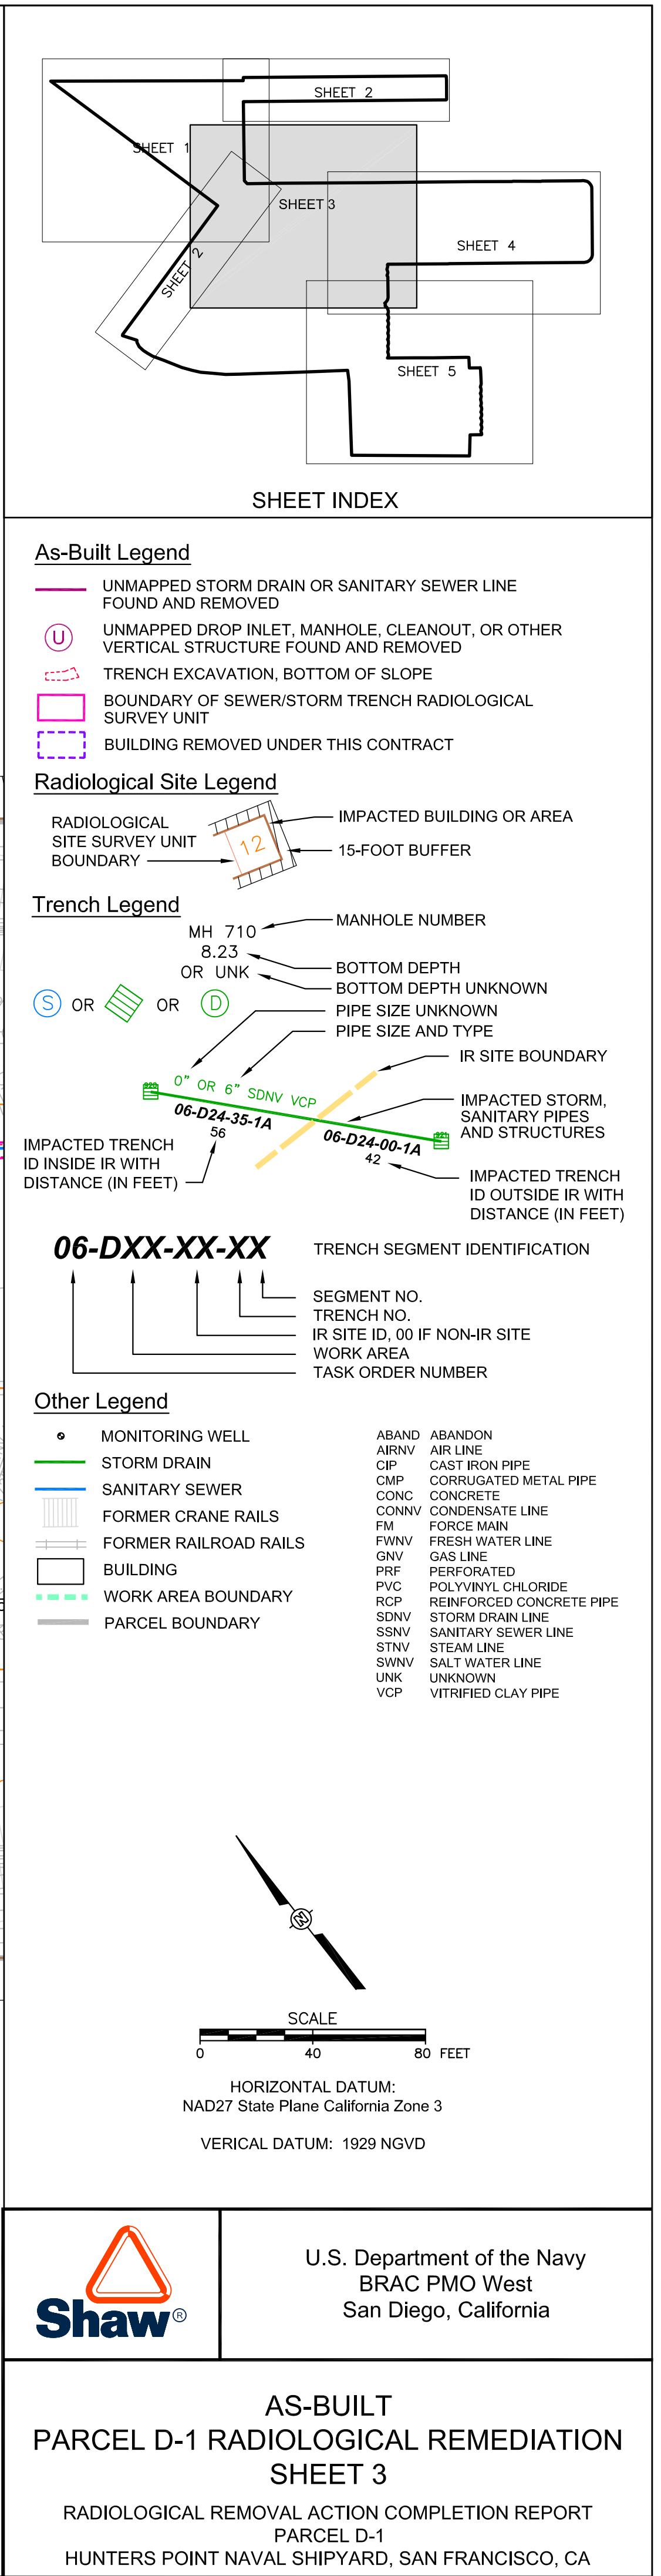 SHEET 2
SHEET 1
SHEET 3
SHEET 2
SHEET 4
SHEET 5
SHEET INDEX
As-Built Legend
UNMAPPED STORM DRAIN OR SANITARY SEWER LINE
FOUND AND REMOVED
U
UNMAPPED DROP INLET, MANHOLE, CLEANOUT, OR OTHER
VERTICAL STRUCTURE FOUND AND REMOVED
TRENCH EXCAVATION, BOTTOM OF SLOPE
BOUNDARY OF SEWER/STORM TRENCH RADIOLOGICAL
SURVEY UNIT
BUILDING REMOVED UNDER THIS CONTRACT
Radiological Site Legend
RADIOLOGICAL
SITE SURVEY UNIT
BOUNDARY
12
IMPACTED BUILDING OR AREA
15-FOOT BUFFER
Trench Legend
MH 710
8.23
OR UNK
MANHOLE NUMBER
BOTTOM DEPTH
BOTTOM DEPTH UNKNOWN
S OR OR D
PIPE SIZE UNKNOWN
PIPE SIZE AND TYPE
IR SITE BOUNDARY
0" OR 6" SDNV VCP
06-D24-35-1A
56
06-D24-00-1A
42
IMPACTED STORM,
SANITARY PIPES
AND STRUCTURES
IMPACTED TRENCH
ID INSIDE IR WITH
DISTANCE (IN FEET)
IMPACTED TRENCH
ID OUTSIDE IR WITH
DISTANCE (IN FEET)
06-DXX-XX-XX
TRENCH SEGMENT IDENTIFICATION
SEGMENT NO.
TRENCH NO.
IR SITE ID, 00 IF NON-IR SITE
WORK AREA
TASK ORDER NUMBER
Other Legend
MONITORING WELL
STORM DRAIN
SANITARY SEWER
FORMER CRANE RAILS
FORMER RAILROAD RAILS
BUILDING
WORK AREA BOUNDARY
PARCEL BOUNDARY
ABAND ABANDON
AIRNV AIR LINE
CIP CAST IRON PIPE
CMP CORRUGATED METAL PIPE
CONC CONCRETE
CONNV CONDENSATE LINE
FM FORCE MAIN
FWNV FRESH WATER LINE
GNV GAS LINE
PRF PERFORATED
PVC POLYVINYL CHLORIDE
RCP REINFORCED CONCRETE PIPE
SDNV STORM DRAIN LINE
SSNV SANITARY SEWER LINE
STNV STEAM LINE
SWNV SALT WATER LINE
UNK UNKNOWN
VCP VITRIFIED CLAY PIPE
N
SCALE
0 40 80 FEET
HORIZONTAL DATUM:
NAD27 State Plane California Zone 3
VERICAL DATUM: 1929 NGVD
Shaw®
U.S. Department of the Navy
BRAC PMO West
San Diego, California
AS-BUILT
PARCEL D-1 RADIOLOGICAL REMEDIATION
SHEET 3
RADIOLOGICAL REMOVAL ACTION COMPLETION REPORT
PARCEL D-1
HUNTERS POINT NAVAL SHIPYARD, SAN FRANCISCO, CA